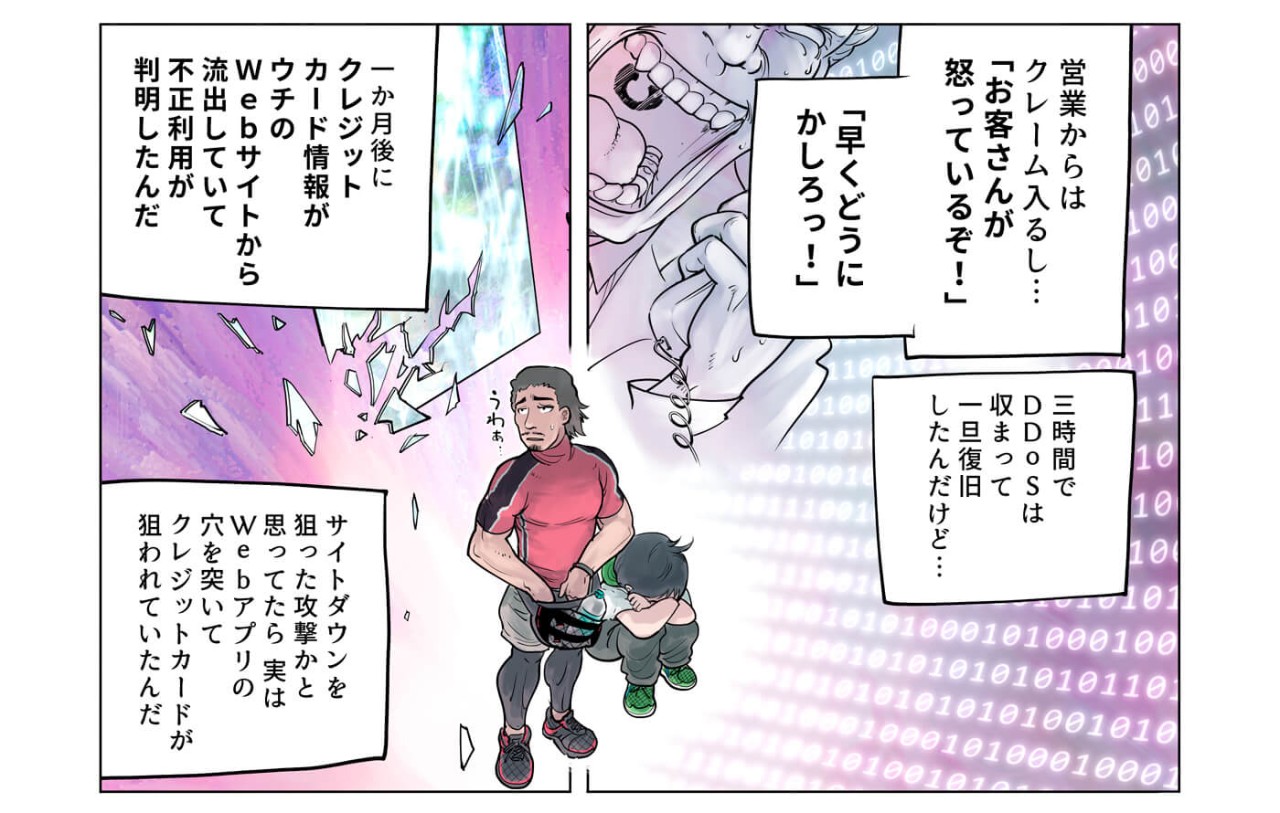 営業からは
クレーム入るし…
「お客さんが
怒っているぞ！」
「早くどうに
かしろっ！」
三時間で
DDoSは
収まって
一旦復旧
したんだけど…
一か月後に
クレジット
カード情報が
ウチの
Webサイトから
流出していて
不正利用が
判明したんだ
うわぁ…
サイトダウンを
狙った攻撃かと
思ってたら 実は
Webアプリの
穴を突いて
クレジットカードが
狙われていたんだ